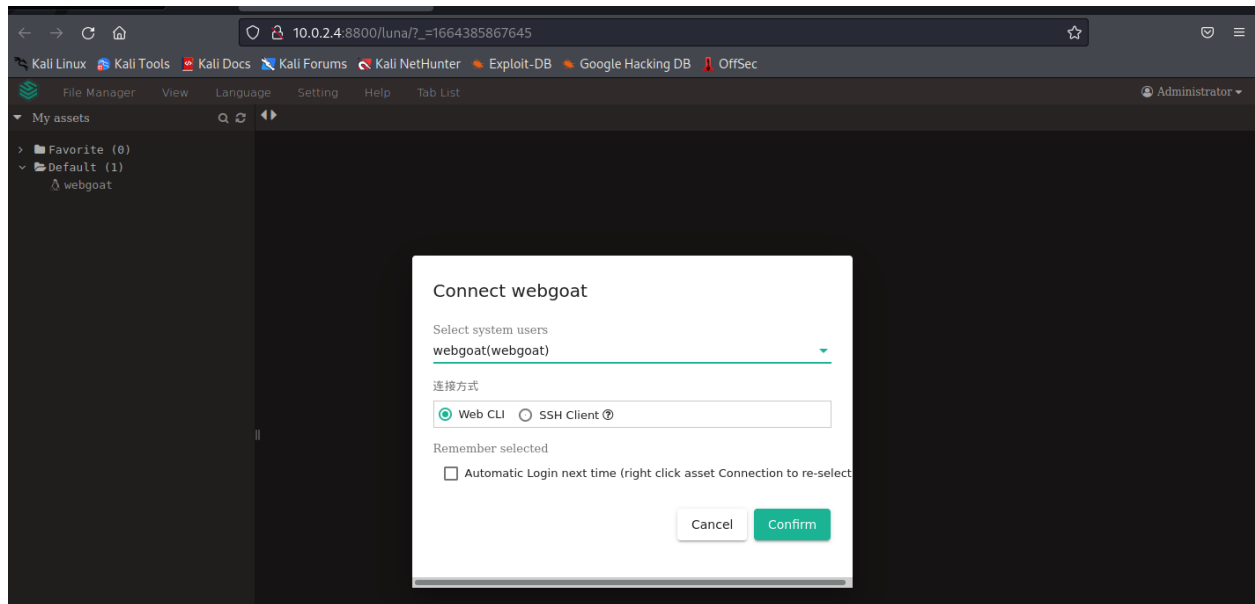 10.0.2.4:8800/luna/?_=1664385867645
Kali Linux Kali Tools Kali Docs Kali Forums Kali NetHunter Exploit-DB Google Hacking DB OffSec
File Manager View Language Setting Help Tab List Administrator
My assets
Favorite (0)
Default (1)
webgoat
Connect webgoat
Select system users
webgoat(webgoat)
连接方式
Web CLI SSH Client
Remember selected
Automatic Login next time (right click asset Connection to re-select
Cancel Confirm